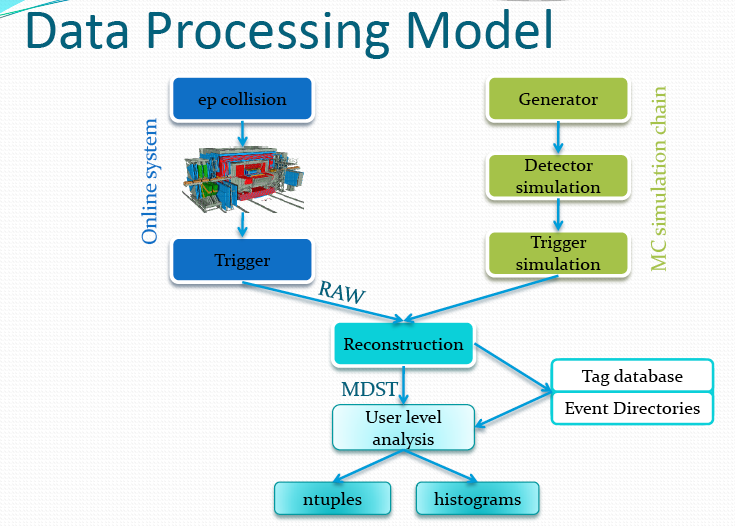 Data Processing Model
ep collision
Generator
Online system
MC simulation chain
Detector
simulation
Trigger
Trigger
simulation
RAW
Reconstruction
MDST
Tag database
Event Directories
User level
analysis
ntuples
histograms